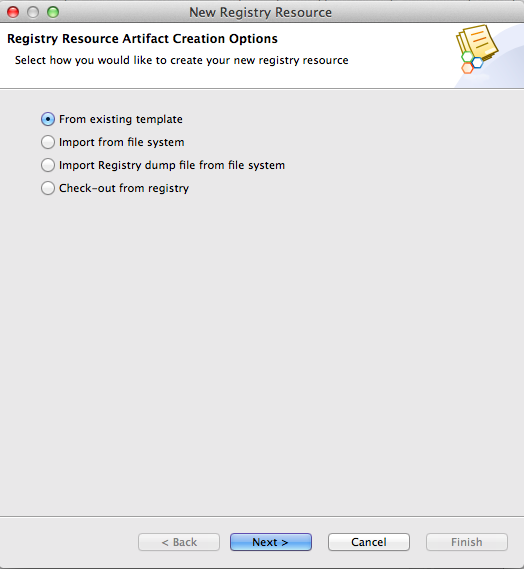 New Registry Resource
Registry Resource Artifact Creation Options
Select how you would like to create your new registry resource
From existing template
Import from file system
Import Registry dump file from file system
Check-out from registry
< Back Next > Cancel Finish